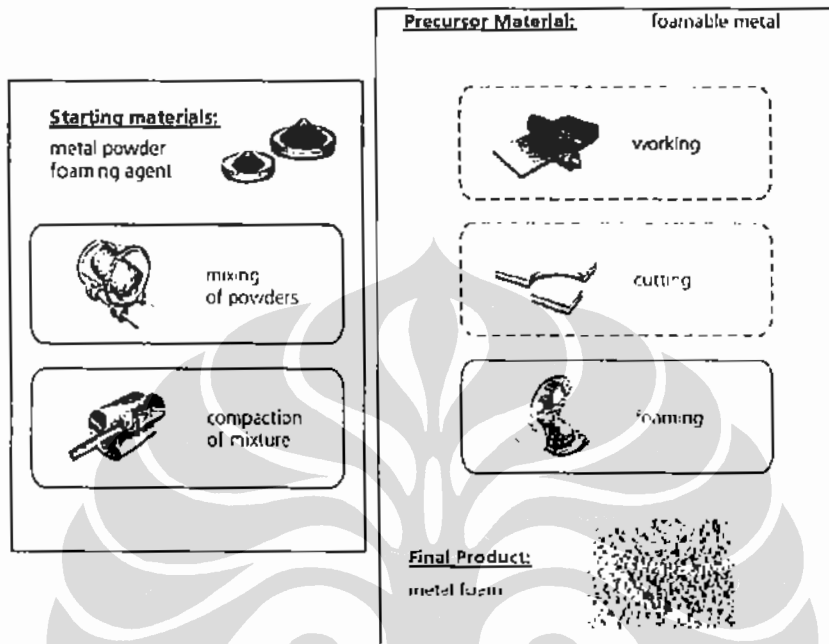 Starting materials:
metal powder
foaming agent
mixing
of powders
compaction
of mixture
Precursor Material: foamable metal
working
cutting
foaming
Final Product:
metal foam